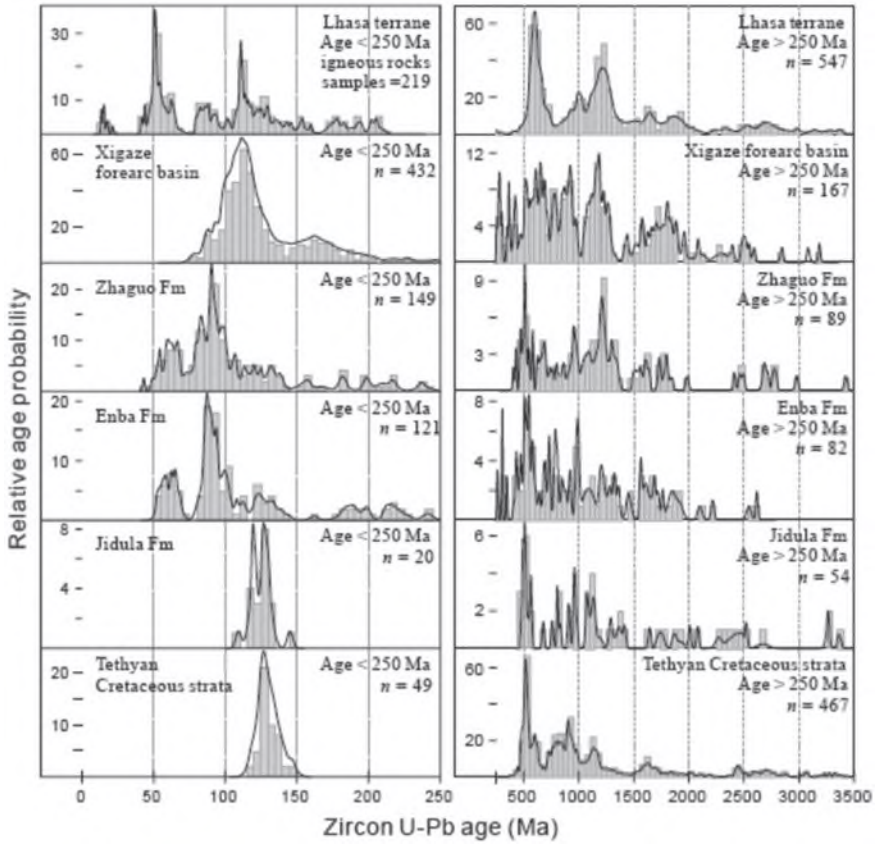 Relative age probability
30
10
Lhasa terrane
Age < 250 Ma
igneous rocks
samples =219
60
20
Lhasa terrane
Age > 250 Ma
n = 547
60
20
Xigaze
forearc basin
Age < 250 Ma
n = 432
12
4
Xigaze forearc basin
Age > 250 Ma
n = 167
20
10
Zhaguo Fm
Age < 250 Ma
n = 149
9
3
Zhaguo Fm
Age > 250 Ma
n = 89
20
10
Enba Fm
Age < 250 Ma
n = 121
8
4
Enba Fm
Age > 250 Ma
n = 82
8
4
Jidula Fm
Age < 250 Ma
n = 20
6
2
Jidula Fm
Age > 250 Ma
n = 54
20
10
Tethyan
Cretaceous strata
Age < 250 Ma
n = 49
60
20
Tethyan Cretaceous strata
Age > 250 Ma
n = 467
0 50 100 150 200 250
500 1000 1500 2000 2500 3000 3500
Zircon U-Pb age (Ma)